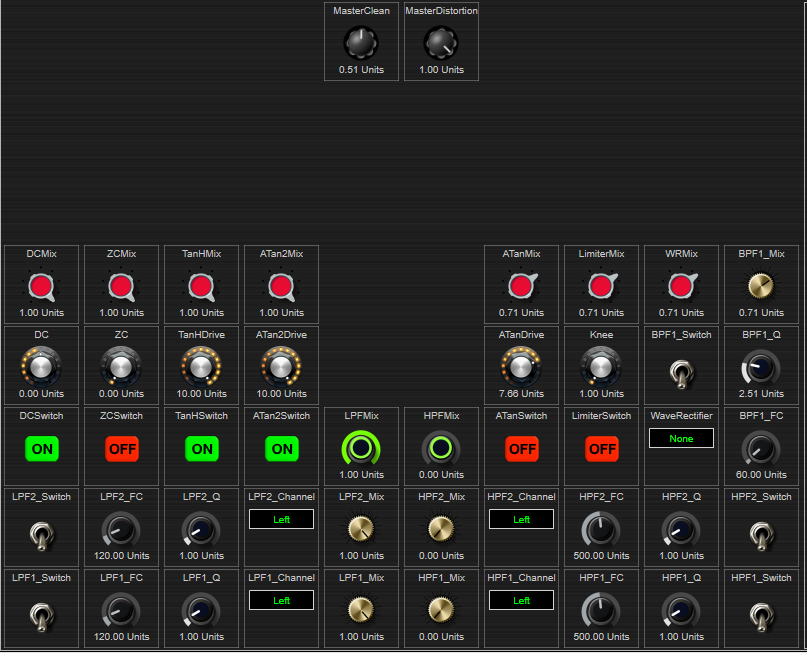 MasterClean MasterDistortion
0.51 Units 1.00 Units
DCMix ZCMix TanHMix ATan2Mix ATanMix LimiterMix WRMix BPF1_Mix
1.00 Units 1.00 Units 1.00 Units 1.00 Units 0.71 Units 0.71 Units 0.71 Units 0.71 Units
DC ZC TanHDrive ATan2Drive ATanDrive Knee BPF1_Switch BPF1_Q
0.00 Units 0.00 Units 10.00 Units 10.00 Units 7.66 Units 1.00 Units 2.51 Units
DCSwitch ZCSwitch TanHSwitch ATan2Switch LPFMix HPFMix ATanSwitch LimiterSwitch WaveRectifier BPF1_FC
ON OFF ON ON OFF OFF None
1.00 Units 0.00 Units 60.00 Units
LPF2_Switch LPF2_FC LPF2_Q LPF2_Channel LPF2_Mix HPF2_Mix HPF2_Channel HPF2_FC HPF2_Q HPF2_Switch
Left Left
120.00 Units 1.00 Units 1.00 Units 0.00 Units 500.00 Units 1.00 Units
LPF1_Switch LPF1_FC LPF1_Q LPF1_Channel LPF1_Mix HPF1_Mix HPF1_Channel HPF1_FC HPF1_Q HPF1_Switch
Left Left
120.00 Units 1.00 Units 1.00 Units 0.00 Units 500.00 Units 1.00 Units